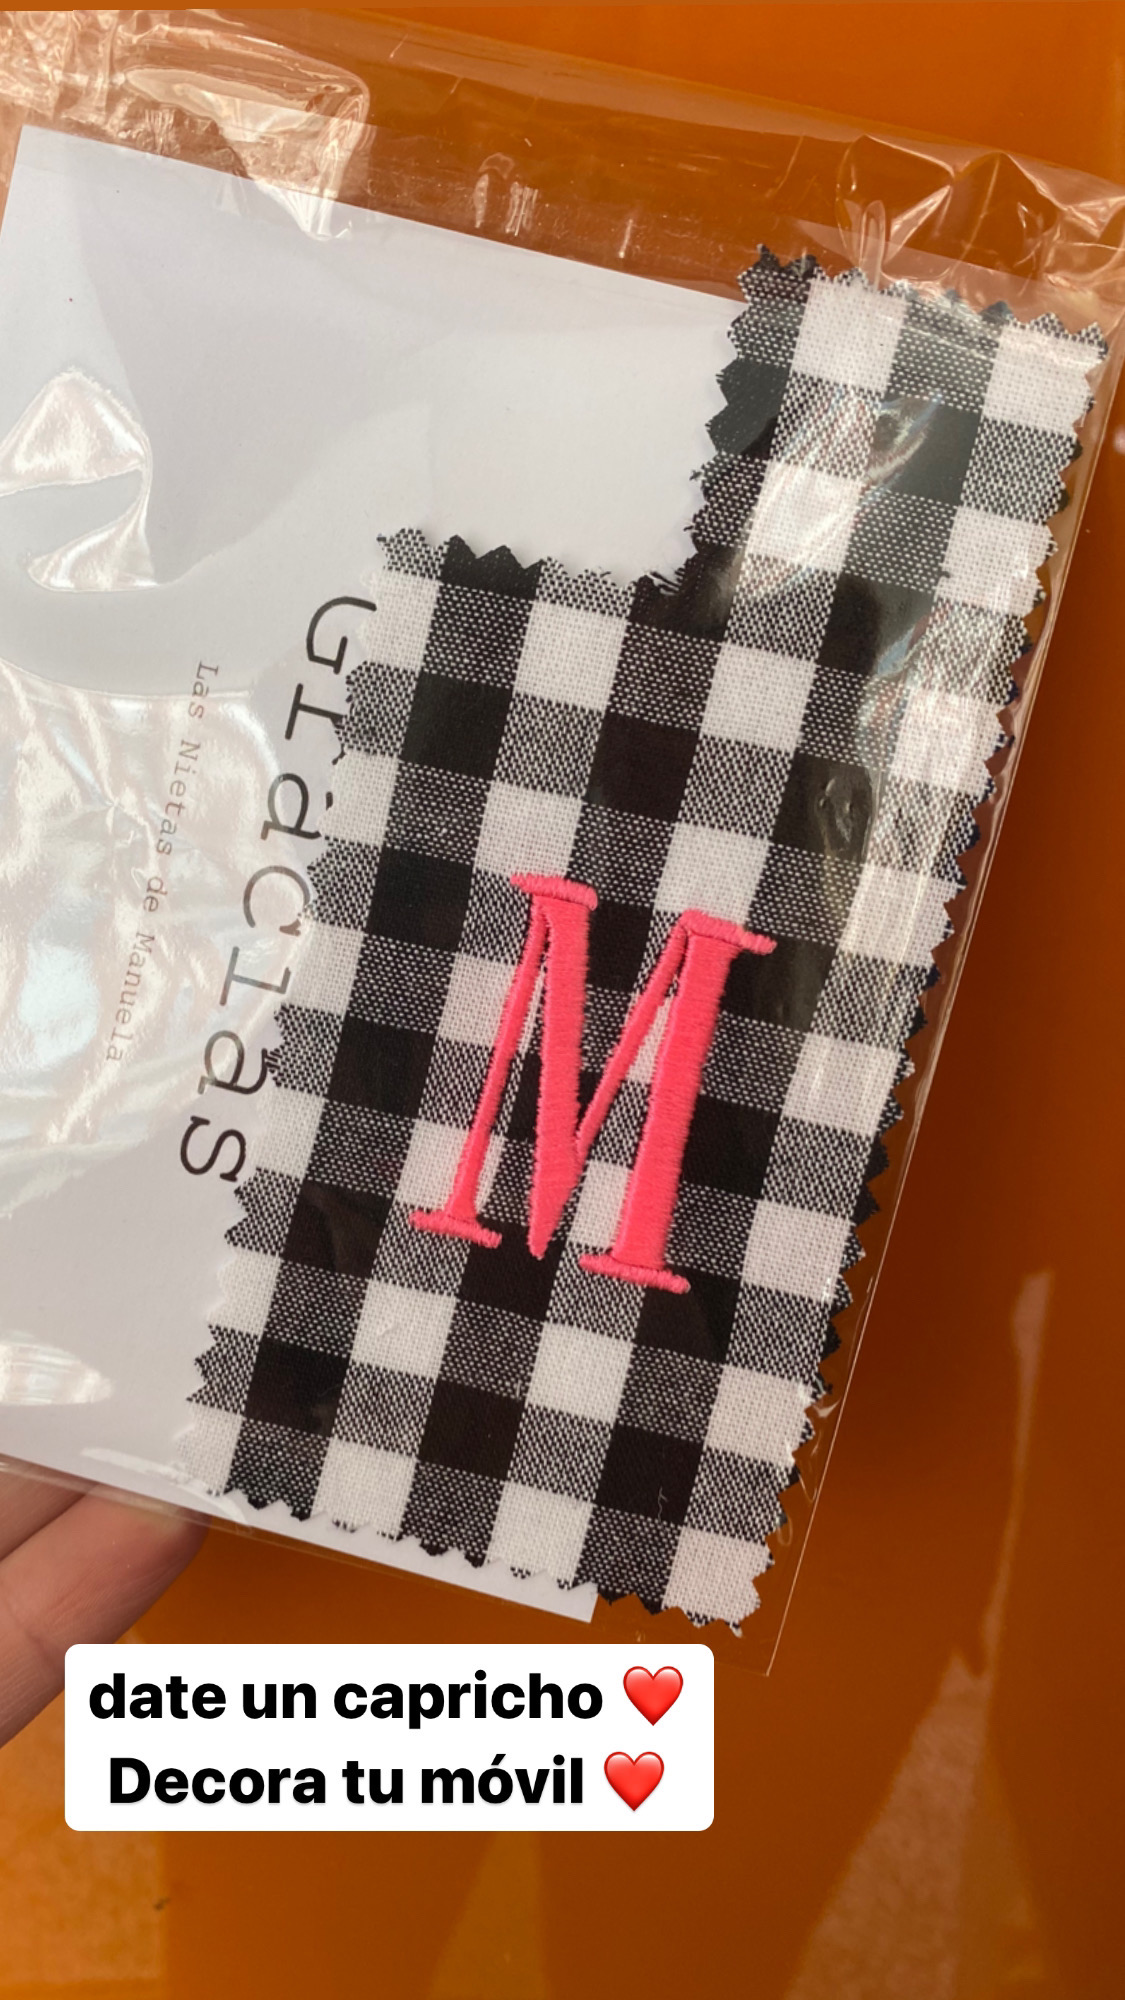 Gracias
Las Nietas de Manuela
M
date un capricho ❤️
Decora tu móvil ❤️